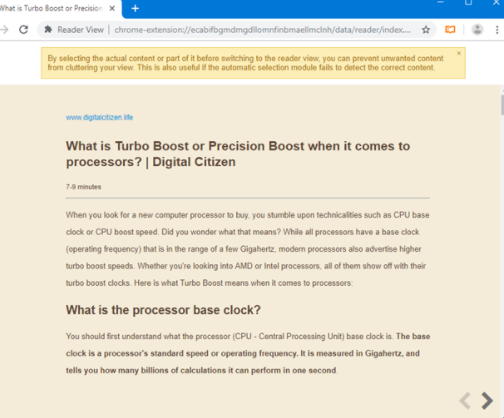 What is Turbo Boost or Precision
Reader View
chrome-extension://ecabifbgmdmgdllomnfinbmaellmclnh/data/reader/index...
By selecting the actual content or part of it before switching to the reader view, you can prevent unwanted content
from cluttering your view. This is also useful if the automatic selection module fails to detect the correct content.
www.digitalcitizen.life
What is Turbo Boost or Precision Boost when it comes to
processors? | Digital Citizen
7-9 minutes
When you look for a new computer processor to buy, you stumble upon technicalities such as CPU base
clock or CPU boost speed. Did you wonder what that means? While all processors have a base clock
(operating frequency) that is in the range of a few Gigahertz, modern processors also advertise higher
turbo boost speeds. Whether you're looking into AMD or Intel processors, all of them show off with their
turbo boost clocks. Here is what Turbo Boost means when it comes to processors:
What is the processor base clock?
You should first understand what the processor (CPU - Central Processing Unit) base clock is. The base
clock is a processor's standard speed or operating frequency. It is measured in Gigahertz, and
tells you how many billions of calculations it can perform in one second.